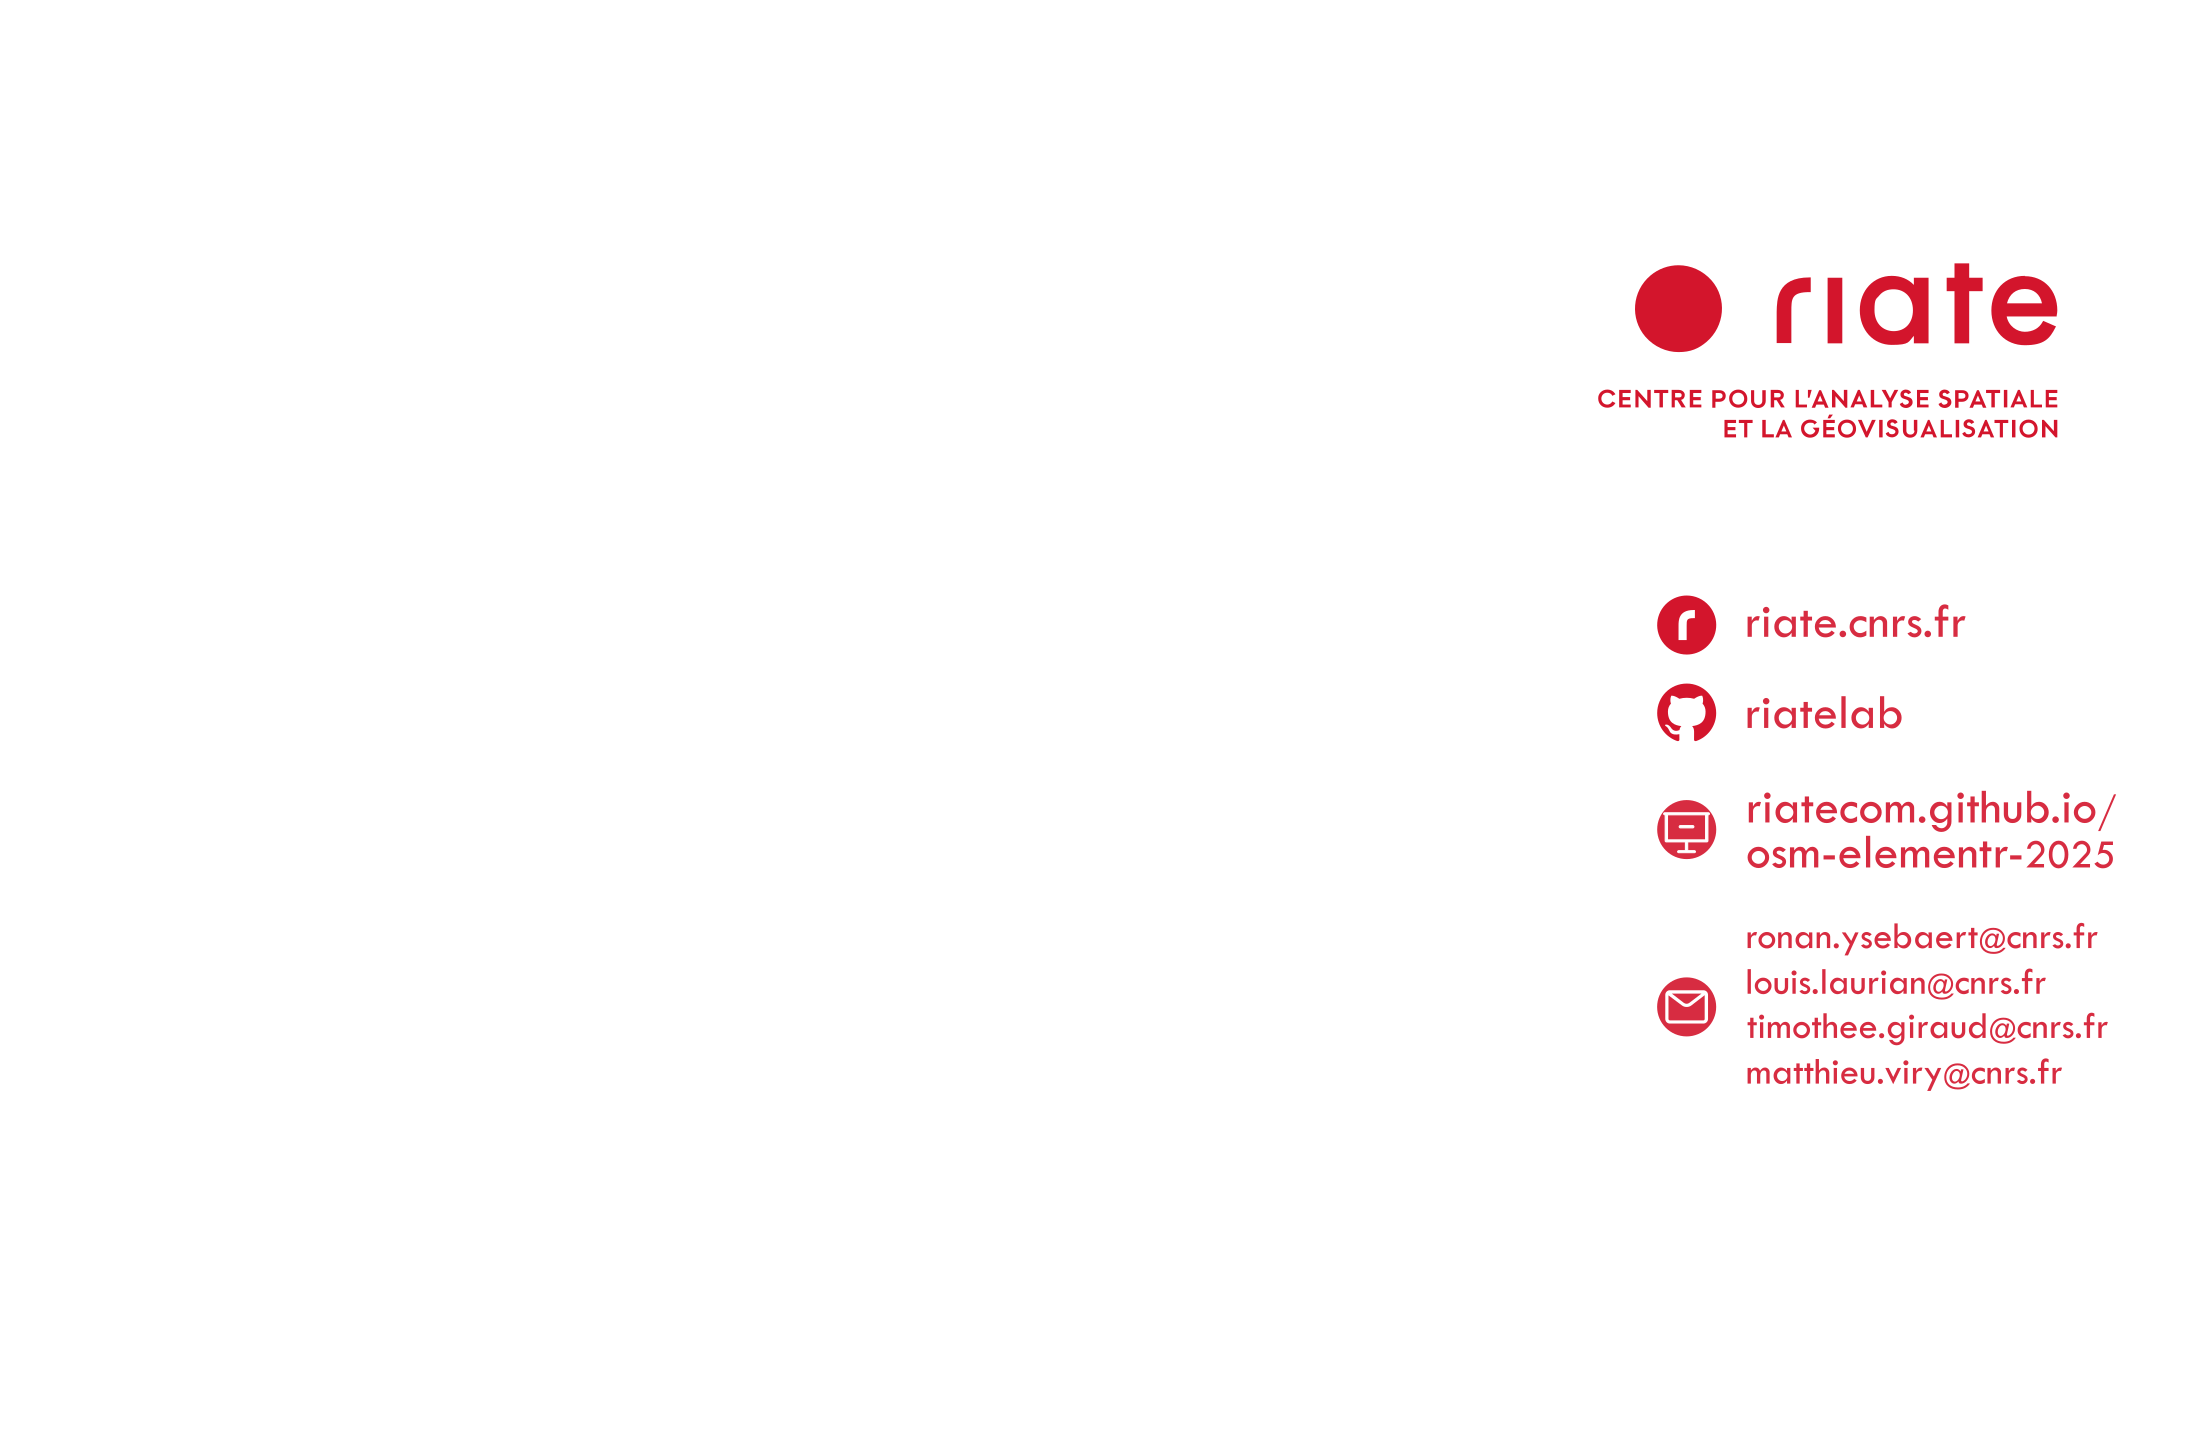 riate
CENTRE POUR L'ANALYSE SPATIALE
ET LA GÉOVISUALISATION
r
riate.cnrs.fr
riatelab
riatecom.github.io/
osm-elementr-2025
ronan.ysebaert@cnrs.fr
louis.laurian@cnrs.fr
timothee.giraud@cnrs.fr
matthieu.viry@cnrs.fr